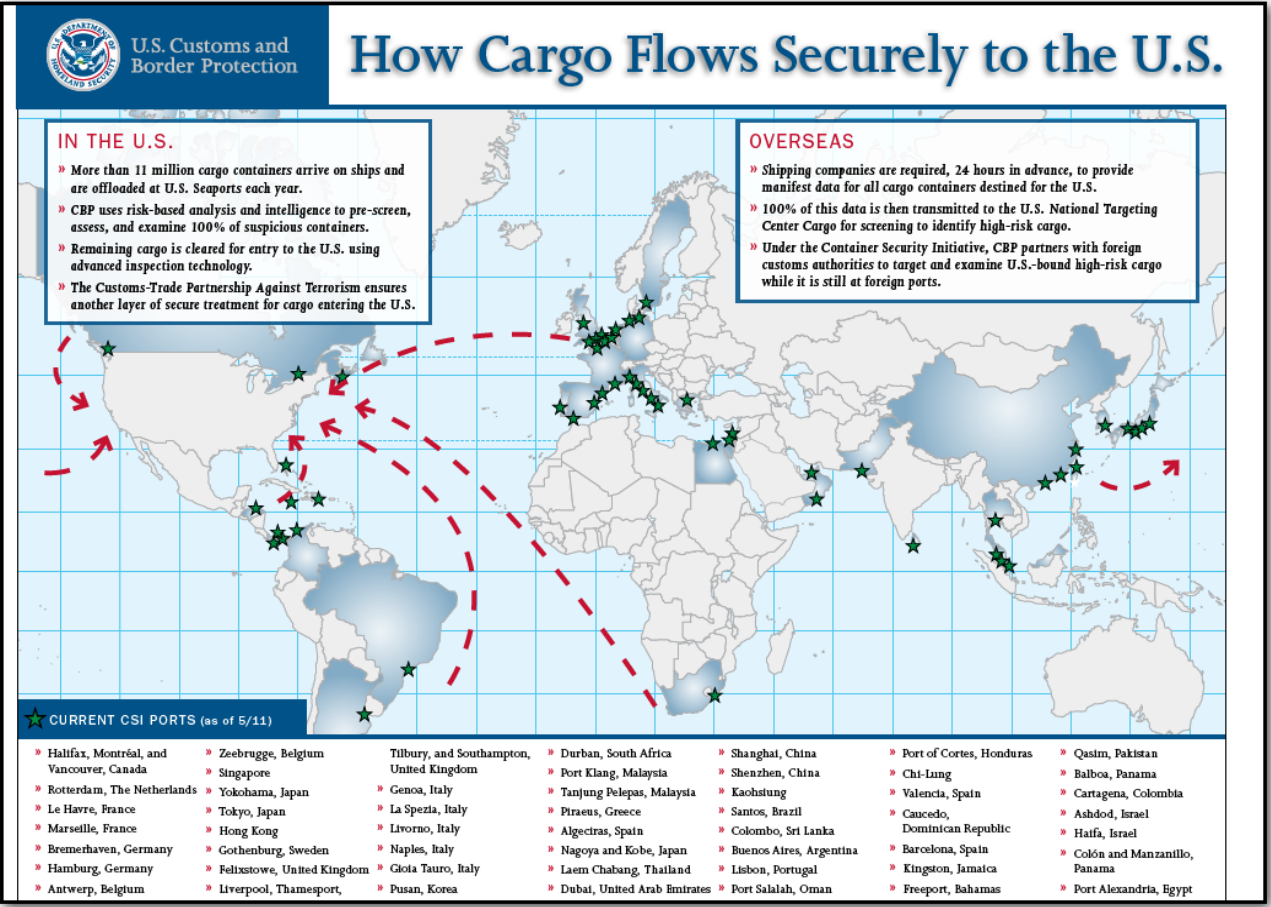 U.S. DEPARTMENT OF
HOMELAND SECURITY
U.S. Customs and
Border Protection
How Cargo Flows Securely to the U.S.
IN THE U.S.
» More than 11 million cargo containers arrive on ships and
are offloaded at U.S. Seaports each year.
» CBP uses risk-based analysis and intelligence to pre-screen,
assess, and examine 100% of suspicious containers.
» Remaining cargo is cleared for entry to the U.S. using
advanced inspection technology.
» The Customs-Trade Partnership Against Terrorism ensures
another layer of secure treatment for cargo entering the U.S.
OVERSEAS
» Shipping companies are required, 24 hours in advance, to provide
manifest data for all cargo containers destined for the U.S.
» 100% of this data is then transmitted to the U.S. National Targeting
Center Cargo for screening to identify high-risk cargo.
» Under the Container Security Initiative, CBP partners with foreign
customs authorities to target and examine U.S.-bound high-risk cargo
while it is still at foreign ports.
CURRENT CSI PORTS (as of 5/11)
» Halifax, Montréal, and
Vancouver, Canada
» Rotterdam, The Netherlands
» Le Havre, France
» Marseille, France
» Bremerhaven, Germany
» Hamburg, Germany
» Antwerp, Belgium
» Zeebrugge, Belgium
» Singapore
» Yokohama, Japan
» Tokyo, Japan
» Hong Kong
» Gothenburg, Sweden
» Felixstowe, United Kingdom
» Liverpool, Thamesport,
Tilbury, and Southampton,
United Kingdom
» Genoa, Italy
» La Spezia, Italy
» Livorno, Italy
» Naples, Italy
» Gioia Tauro, Italy
» Pusan, Korea
» Durban, South Africa
» Port Klang, Malaysia
» Tanjung Pelepas, Malaysia
» Piraeus, Greece
» Algeciras, Spain
» Nagoya and Kobe, Japan
» Laem Chabang, Thailand
» Dubai, United Arab Emirates
» Shanghai, China
» Shenzhen, China
» Kaohsiung
» Santos, Brazil
» Colombo, Sri Lanka
» Buenos Aires, Argentina
» Lisbon, Portugal
» Port Salalah, Oman
» Port of Cortes, Honduras
» Chi-Lung
» Valencia, Spain
» Caucedo,
Dominican Republic
» Barcelona, Spain
» Kingston, Jamaica
» Freeport, Bahamas
» Qasim, Pakistan
» Balboa, Panama
» Cartagena, Colombia
» Ashdod, Israel
» Haifa, Israel
» Colón and Manzanillo,
Panama
» Port Alexandria, Egypt